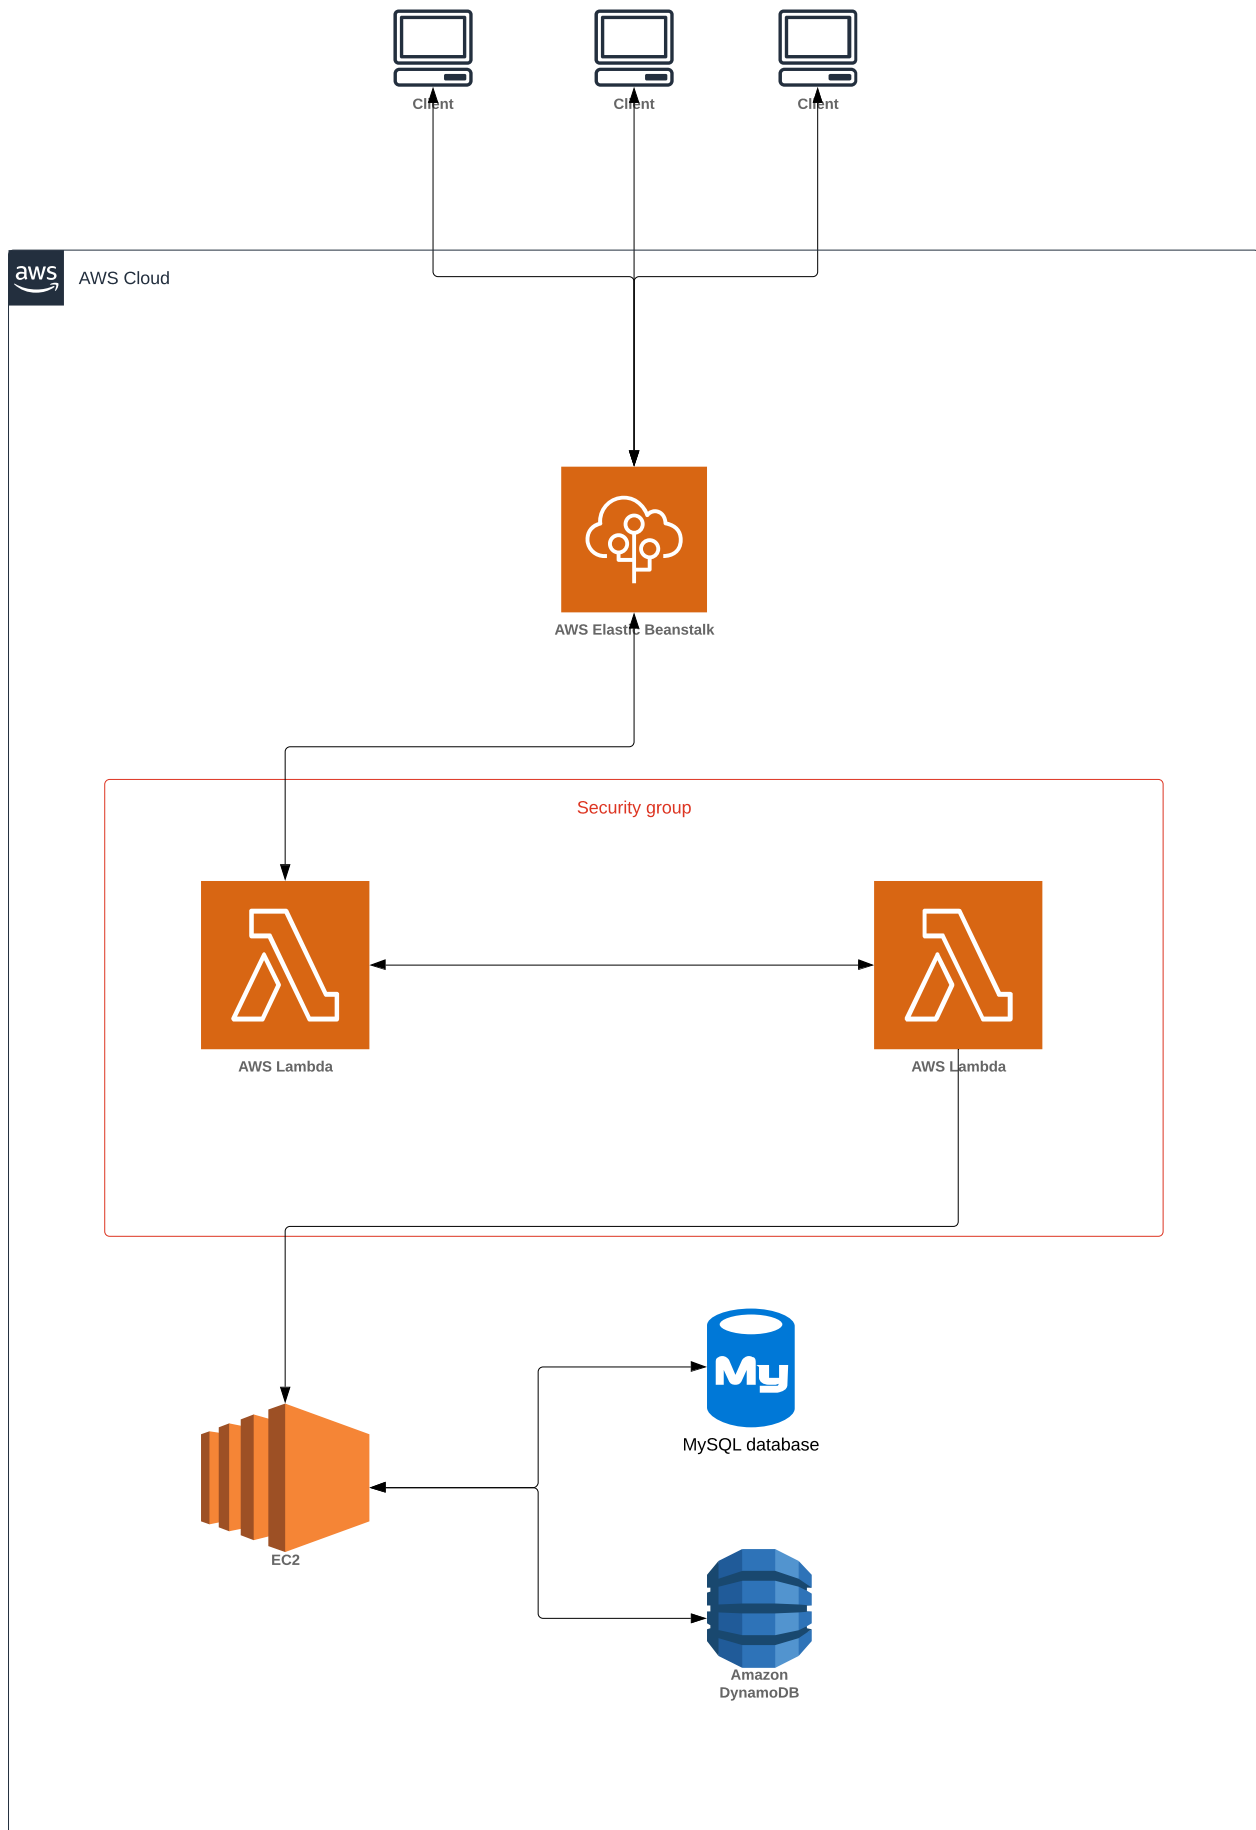 Client
Client
Client
aws
AWS Cloud
AWS Elastic Beanstalk
Security group
AWS Lambda
AWS Lambda
My
MySQL database
EC2
Amazon
DynamoDB